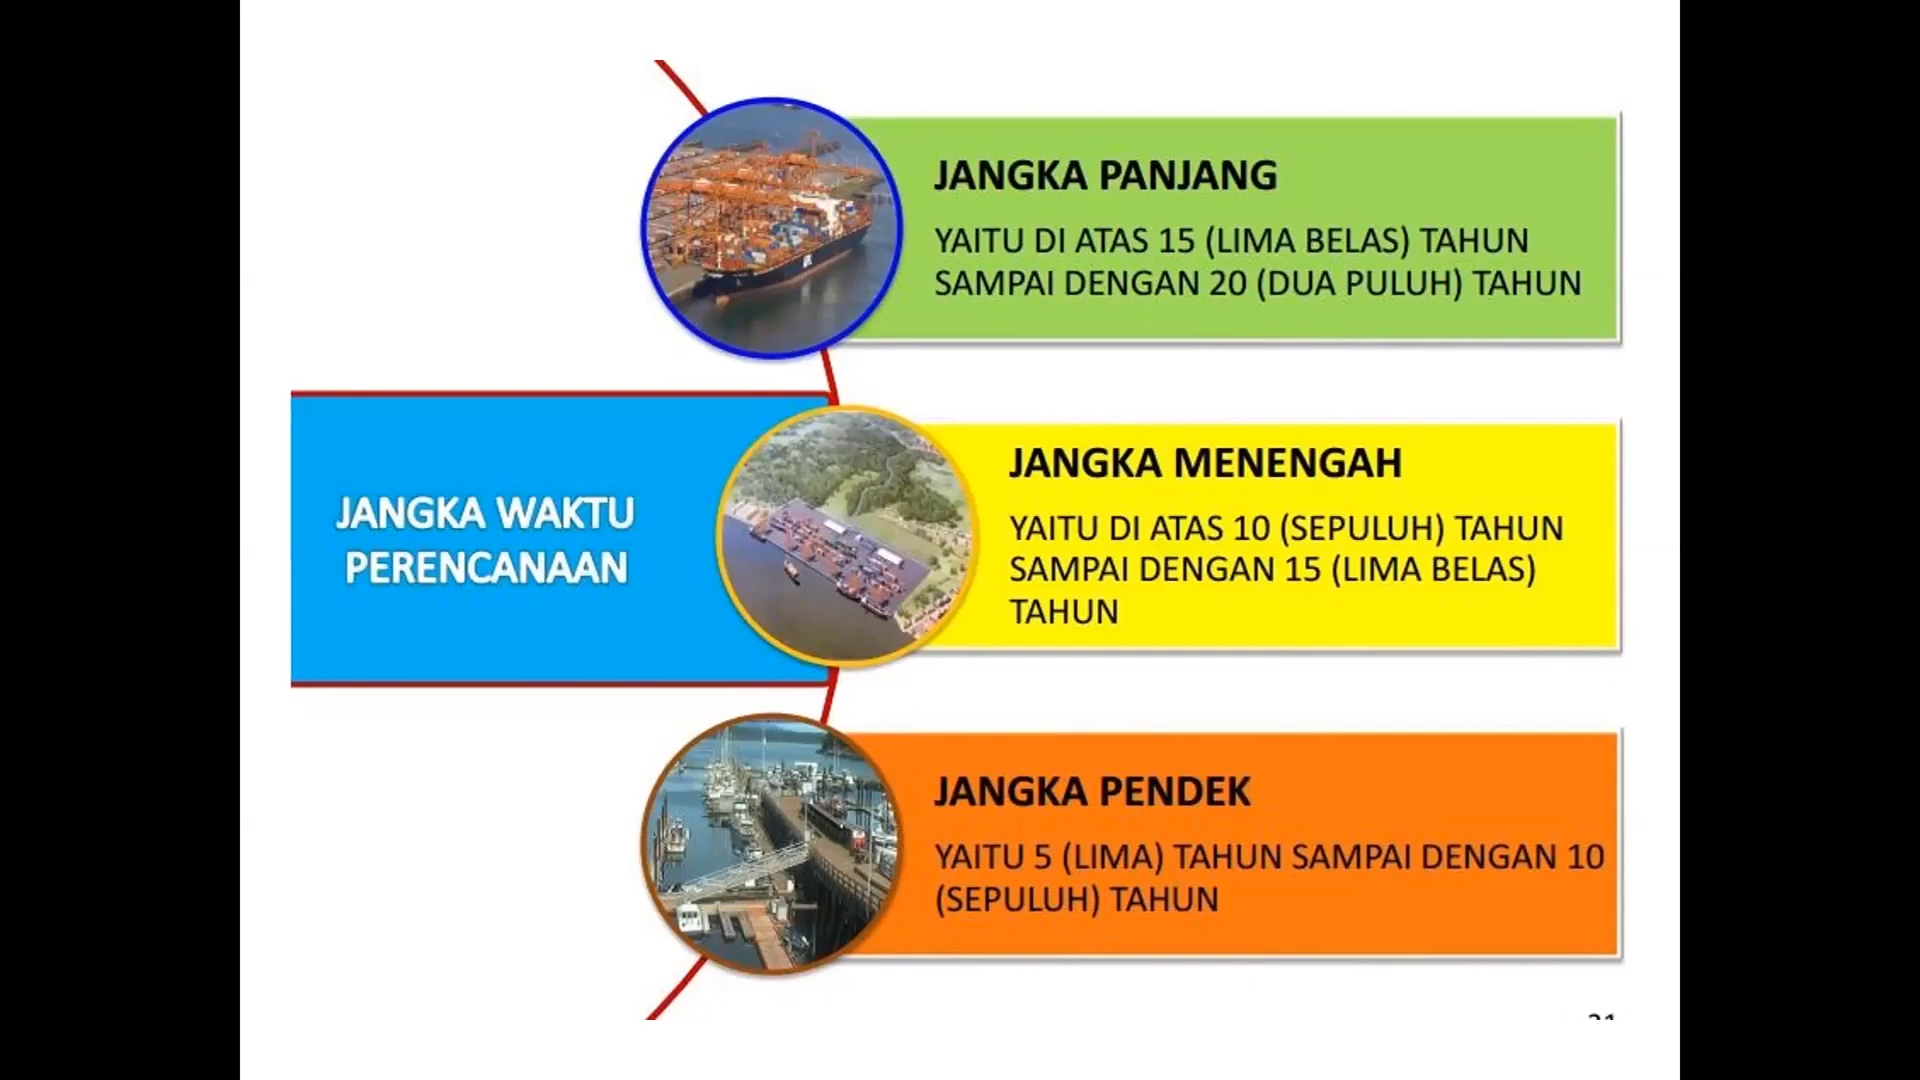 JANGKA PANJANG
YAITU DI ATAS 15 (LIMA BELAS) TAHUN
SAMPAI DENGAN 20 (DUA PULUH) TAHUN
JANGKA WAKTU
PERENCANAAN
JANGKA MENENGAH
YAITU DI ATAS 10 (SEPULUH) TAHUN
SAMPAI DENGAN 15 (LIMA BELAS)
TAHUN
JANGKA PENDEK
YAITU 5 (LIMA) TAHUN SAMPAI DENGAN 10
(SEPULUH) TAHUN